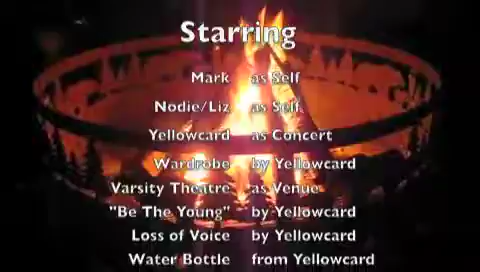 Starring
Mark as Self
Nodie/Liz as Self
Yellowcard as Concert
Wardrobe by Yellowcard
Varsity Theatre as Venue
"Be The Young" by Yellowcard
Loss of Voice by Yellowcard
Water Bottle from Yellowcard